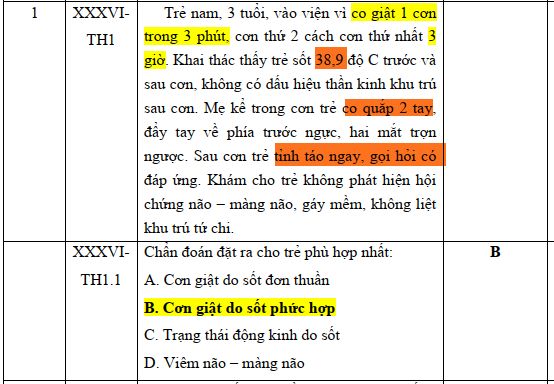 1
XXXVI-
TH1
Trẻ nam, 3 tuổi, vào viện vì co giật 1 cơn
trong 3 phút, cơn thứ 2 cách cơn thứ nhất 3
giờ. Khai thác thấy trẻ sốt 38,9 độ C trước và
sau cơn, không có dấu hiệu thần kinh khu trú
sau cơn. Mẹ kể trong cơn trẻ co quắp 2 tay,
đẩy tay về phía trước ngực, hai mắt trợn
ngược. Sau cơn trẻ tỉnh táo ngay, gọi hỏi có
đáp ứng. Khám cho trẻ không phát hiện hội
chứng não – màng não, gáy mềm, không liệt
khu trú tứ chi.
XXXVI-
TH1.1
Chẩn đoán đặt ra cho trẻ phù hợp nhất:
A. Cơn giật do sốt đơn thuần
B. Cơn giật do sốt phức hợp
C. Trạng thái động kinh do sốt
D. Viêm não – màng não
B